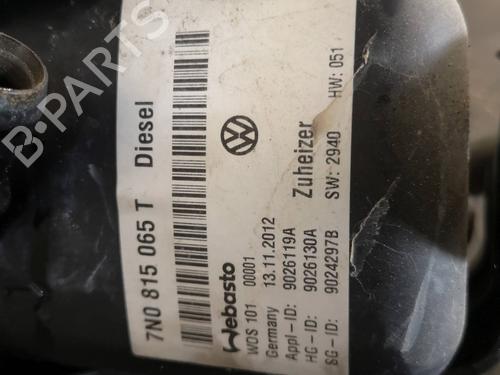 7N0 815 065 T Diesel
Webasto
WDS 101 00001
Germany 13.11.2012
Appl-ID: 9026119A
HG-ID: 9026130A
SG-ID: 9024297B
Zuheizer
SW: 2940 HW: 051
B-PARTS